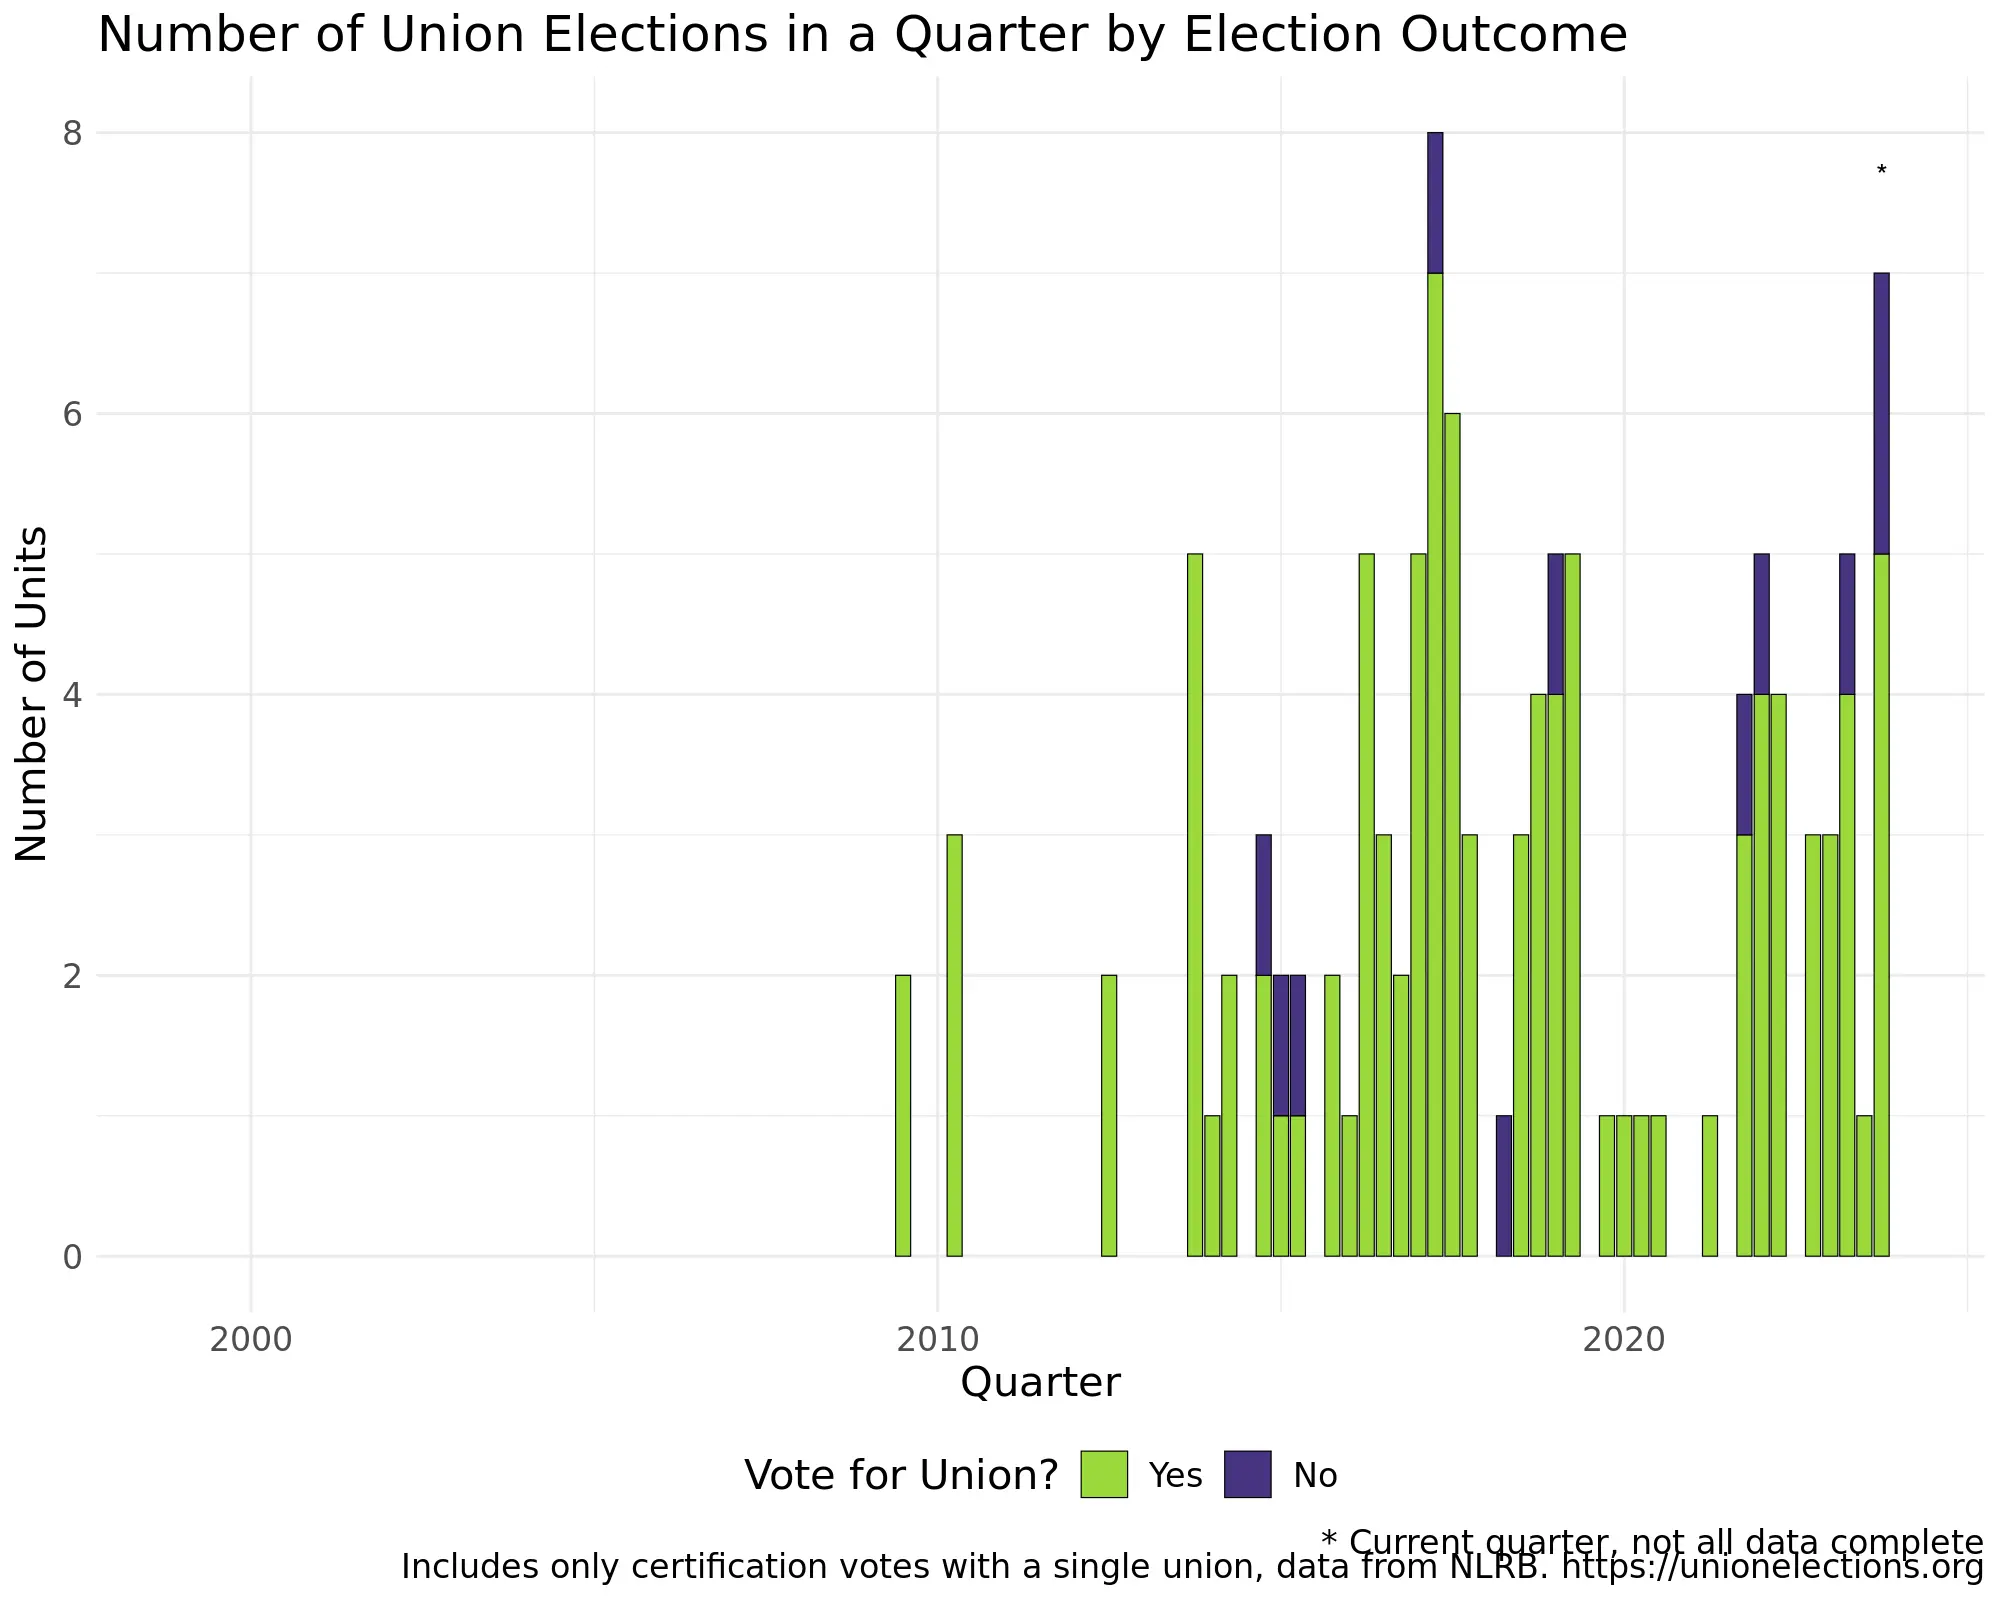 Number of Union Elections in a Quarter by Election Outcome
8
*
6
Number of Units
4
2
0
2000 2010 2020
Quarter
Vote for Union? Yes No
* Current quarter, not all data complete
Includes only certification votes with a single union, data from NLRB. https://unionelections.org